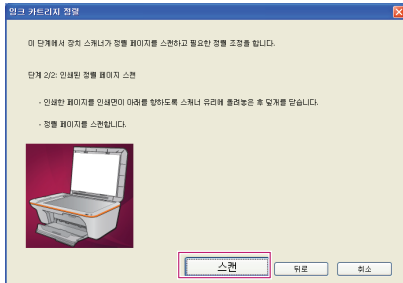 잉크 카트리지 정렬
이 단계에서 장치 스캐너가 정렬 페이지를 스캔하고 필요한 정렬 조정을 합니다.
단계 2/2: 인쇄된 정렬 페이지 스캔
- 인쇄한 페이지를 인쇄면이 아래를 향하도록 스캐너 유리에 올려놓은 후 덮개를 닫습니다.
- 정렬 페이지를 스캔합니다.
스캔
뒤로
취소